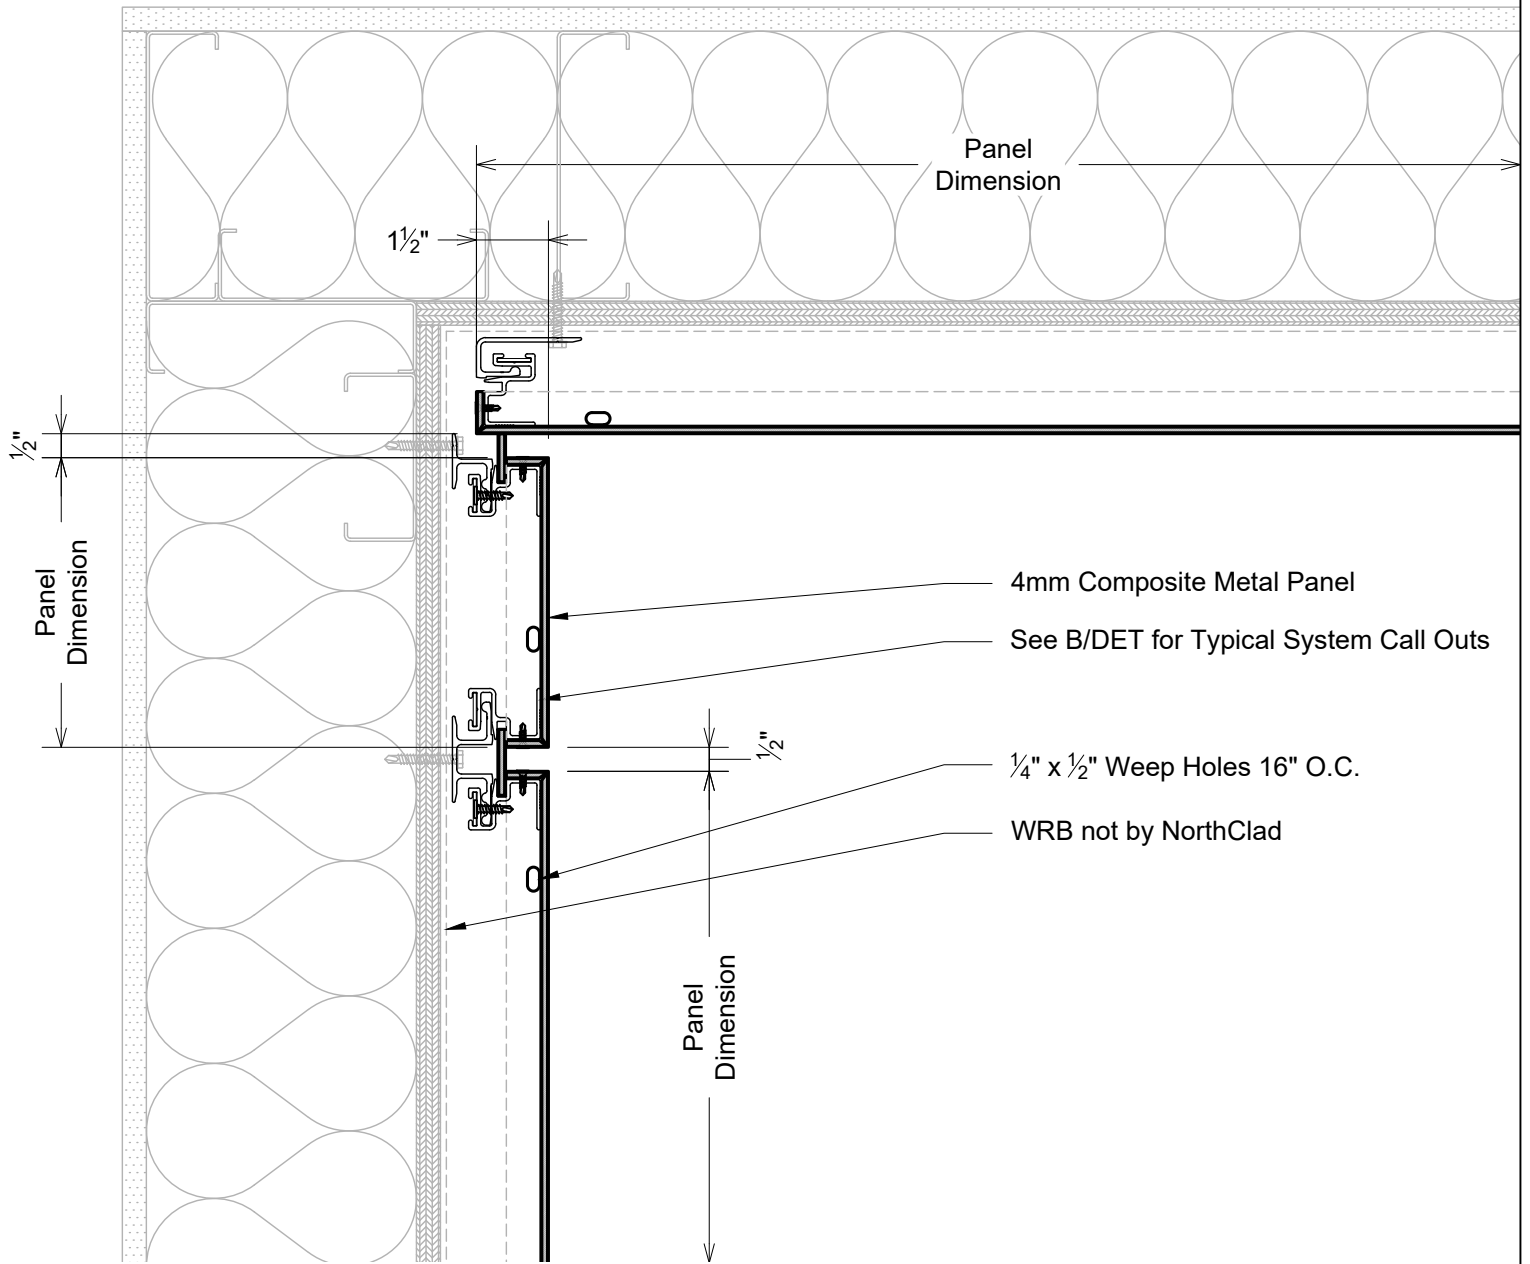 Panel
Dimension
1½"
½"
Panel
Dimension
4mm Composite Metal Panel
See B/DET for Typical System Call Outs
½"
¼" x ½" Weep Holes 16" O.C.
WRB not by NorthClad
Panel
Dimension